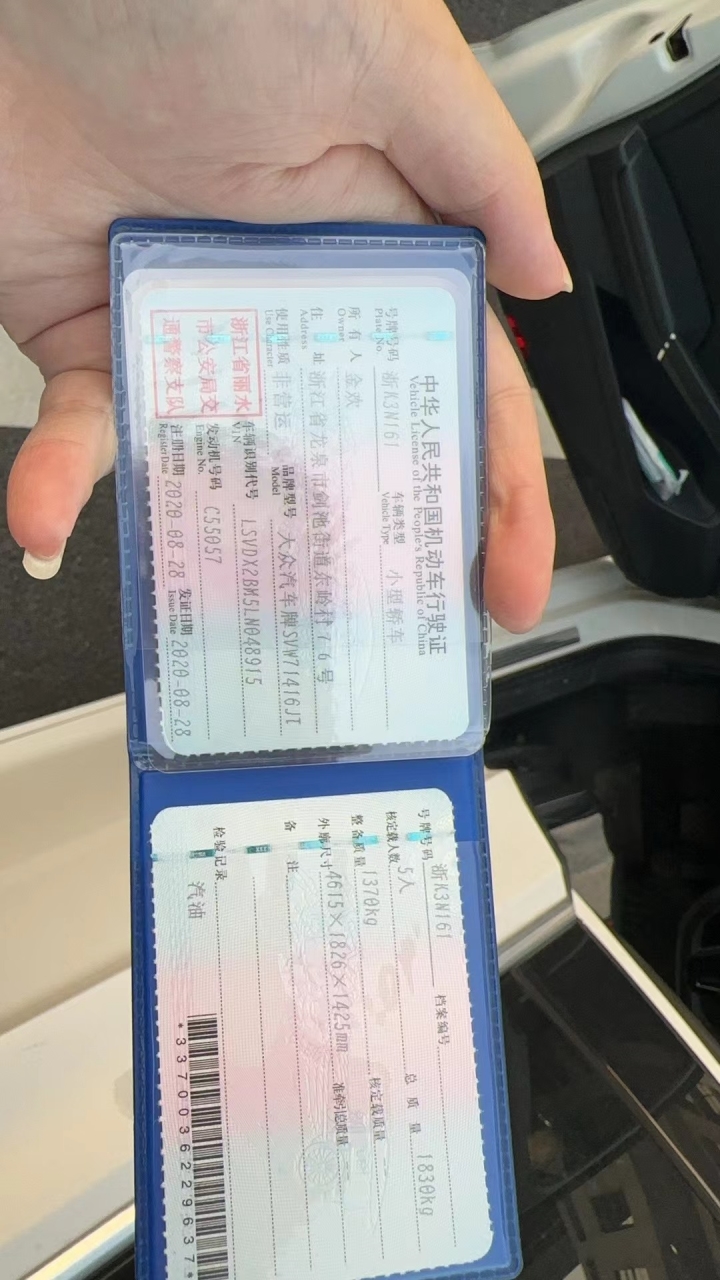 中华人民共和国机动车行驶证
Vehicle License of the People's Republic of China
号牌号码 浙K3N161 车辆类型 小型轿车
Plate No. Vehicle Type
所有人 金欢
Owner
住址 浙江省龙泉市剑池街道东岭村76号
Address
使用性质 非营运 品牌型号 大众汽车牌SVW71416JE
Use Character Model
浙江省丽水
市公安局交
通警察支队
车辆识别代号 LSVDX2BM5LN048915
VIN
发动机号码 C55057
Engine No.
注册日期 2020-08-28 发证日期 2020-08-28
Register Date Issue Date
号牌号码 浙K3N161 档案编号
核定载人数 5人 总质量 1830kg
整备质量 1370kg 核定载质量
外廓尺寸 4615×1826×1425mm 准牵引总质量
备注
检验记录 汽油
*3370036229637*